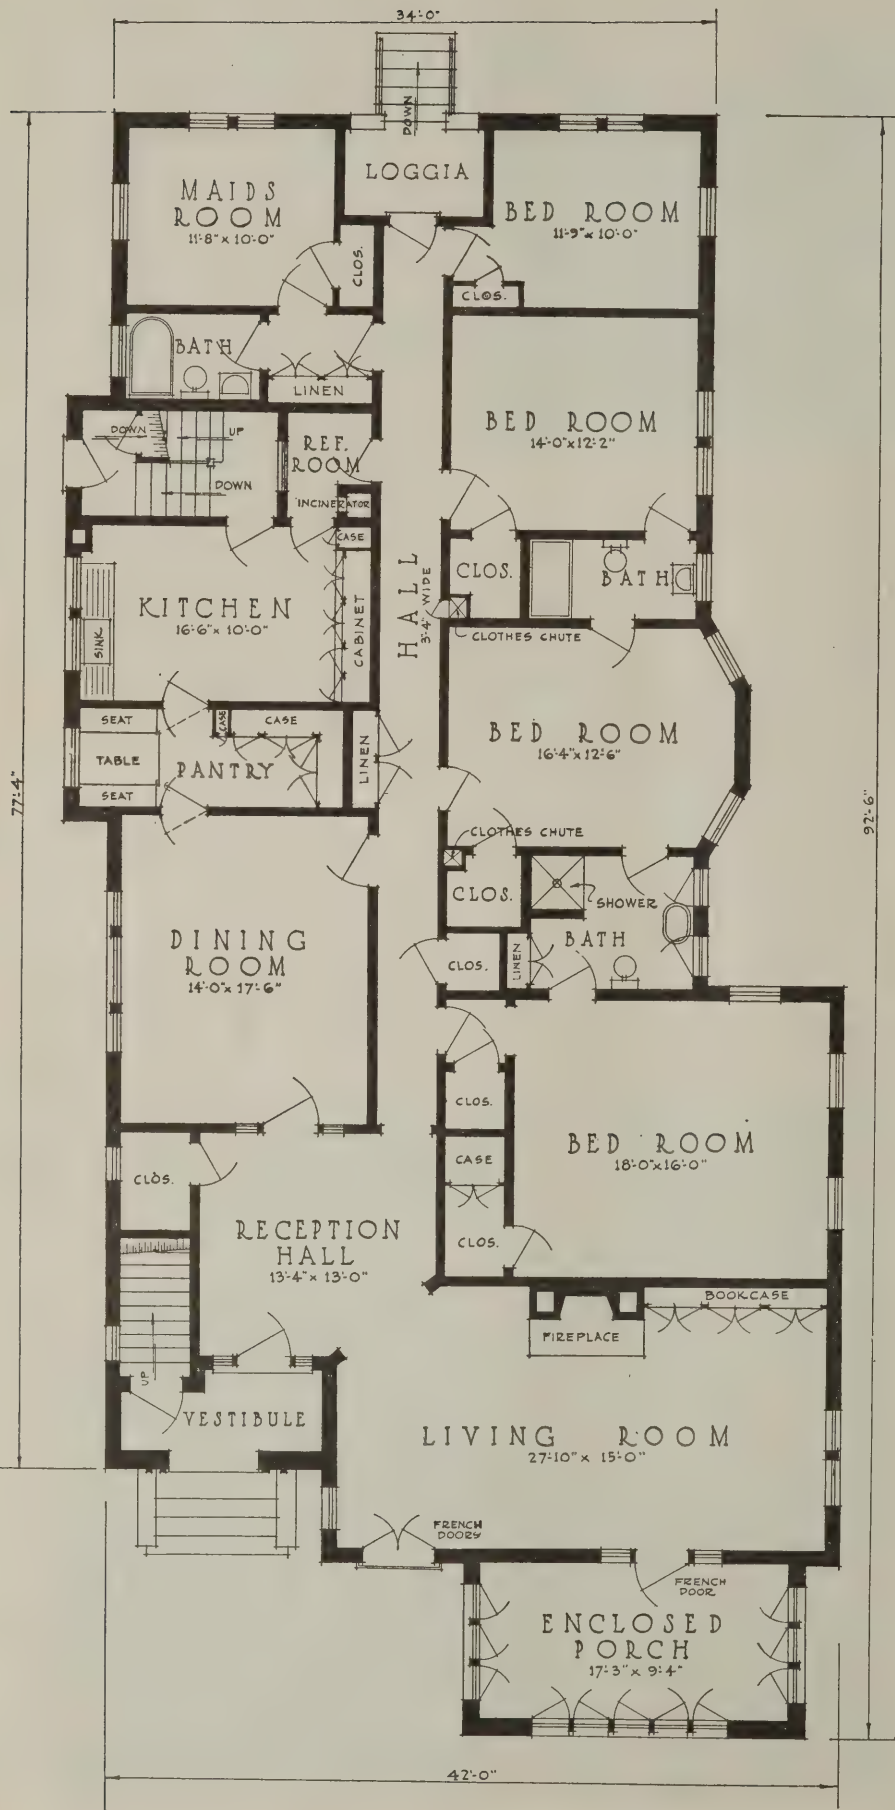 34'-0"
DOWN
LOGGIA
MAIDS
ROOM
11'-8" x 10'-0"
BED ROOM
11'-9" x 10'-0"
CLOS.
CLOS.
BATH
LINEN
BED ROOM
14'-0" x 12'-2"
DOWN
UP
DOWN
REF.
ROOM
INCINERATOR
CASE
CLOS.
BATH
KITCHEN
16'-6" x 10'-0"
SINK
CABINET
HALL
3'-4" WIDE
CLOTHES CHUTE
SEAT
TABLE
SEAT
CASE
CASE
PANTRY
LINEN
BED ROOM
16'-4" x 12'-6"
77'-4"
92'-6"
CLOTHES CHUTE
CLOS.
SHOWER
BATH
LINEN
CLOS.
DINING
ROOM
14'-0" x 17'-6"
CLOS.
CASE
CLOS.
BED ROOM
18'-0" x 16'-0"
CLOS.
RECEPTION
HALL
13'-4" x 13'-0"
BOOKCASE
FIREPLACE
UP
VESTIBULE
LIVING ROOM
27'-10" x 15'-0"
FRENCH
DOORS
FRENCH
DOOR
ENCLOSED
PORCH
17'-3" x 9'-4"
42'-0"